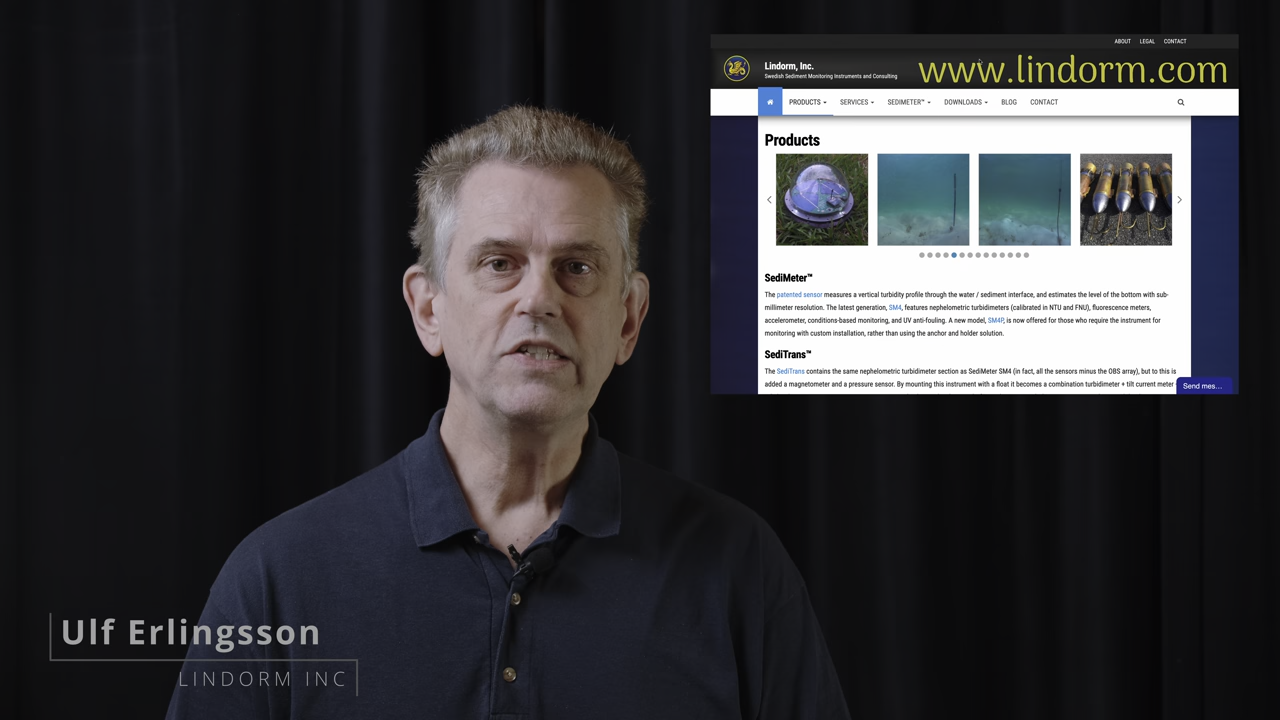 ABOUT LEGAL CONTACT
Lindorm, Inc.
Swedish Sediment Monitoring Instruments and Consulting
www.lindorm.com
PRODUCTS SERVICES SEDIMETER™ DOWNLOADS BLOG CONTACT
Products
SediMeter™
The patented sensor measures a vertical turbidity profile through the water / sediment interface, and estimates the level of the bottom with sub-
millimeter resolution. The latest generation, SM4, features nephelometric turbidimeters (calibrated in NTU and FNU), fluorescence meters,
accelerometer, conditions-based monitoring, and UV anti-fouling. A new model, SM4P, is now offered for those who require the instrument for
monitoring with custom installation, rather than using the anchor and holder solution.
SediTrans™
The SediTrans contains the same nephelometric turbidimeter section as SediMeter SM4 (in fact, all the sensors minus the OBS array), but to this is
added a magnetometer and a pressure sensor. By mounting this instrument with a float it becomes a combination turbidimeter + tilt current meter
Send mes...
Ulf Erlingsson
LINDORM INC